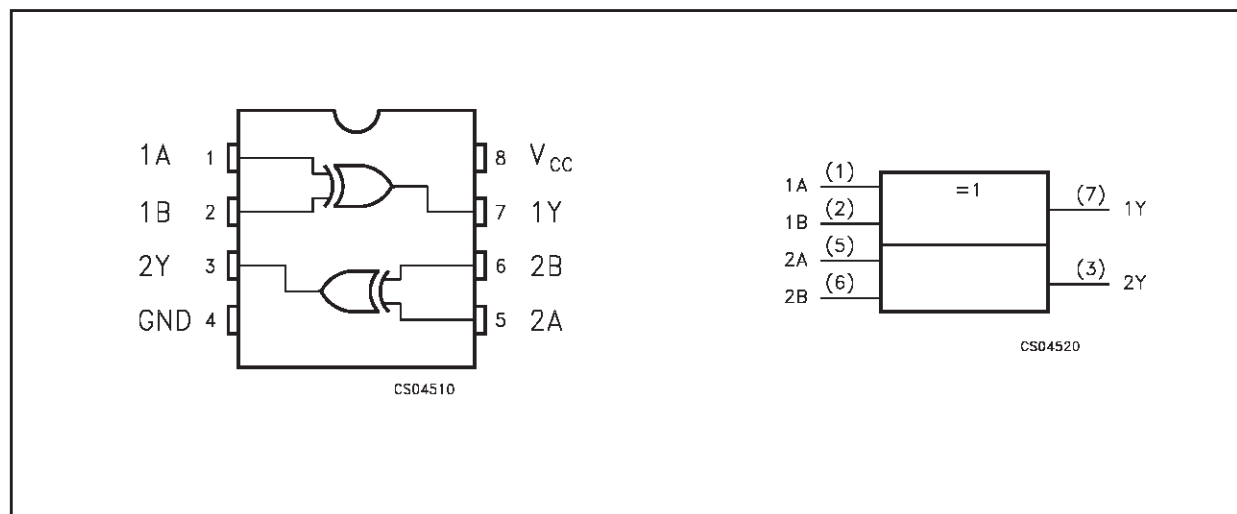 1A 1 8 VCC
1B 2 7 1Y
2Y 3 6 2B
GND 4 5 2A
CS04510
=1
1A (1)
1B (2)
2A (5)
2B (6)
(7) 1Y
(3) 2Y
CS04520